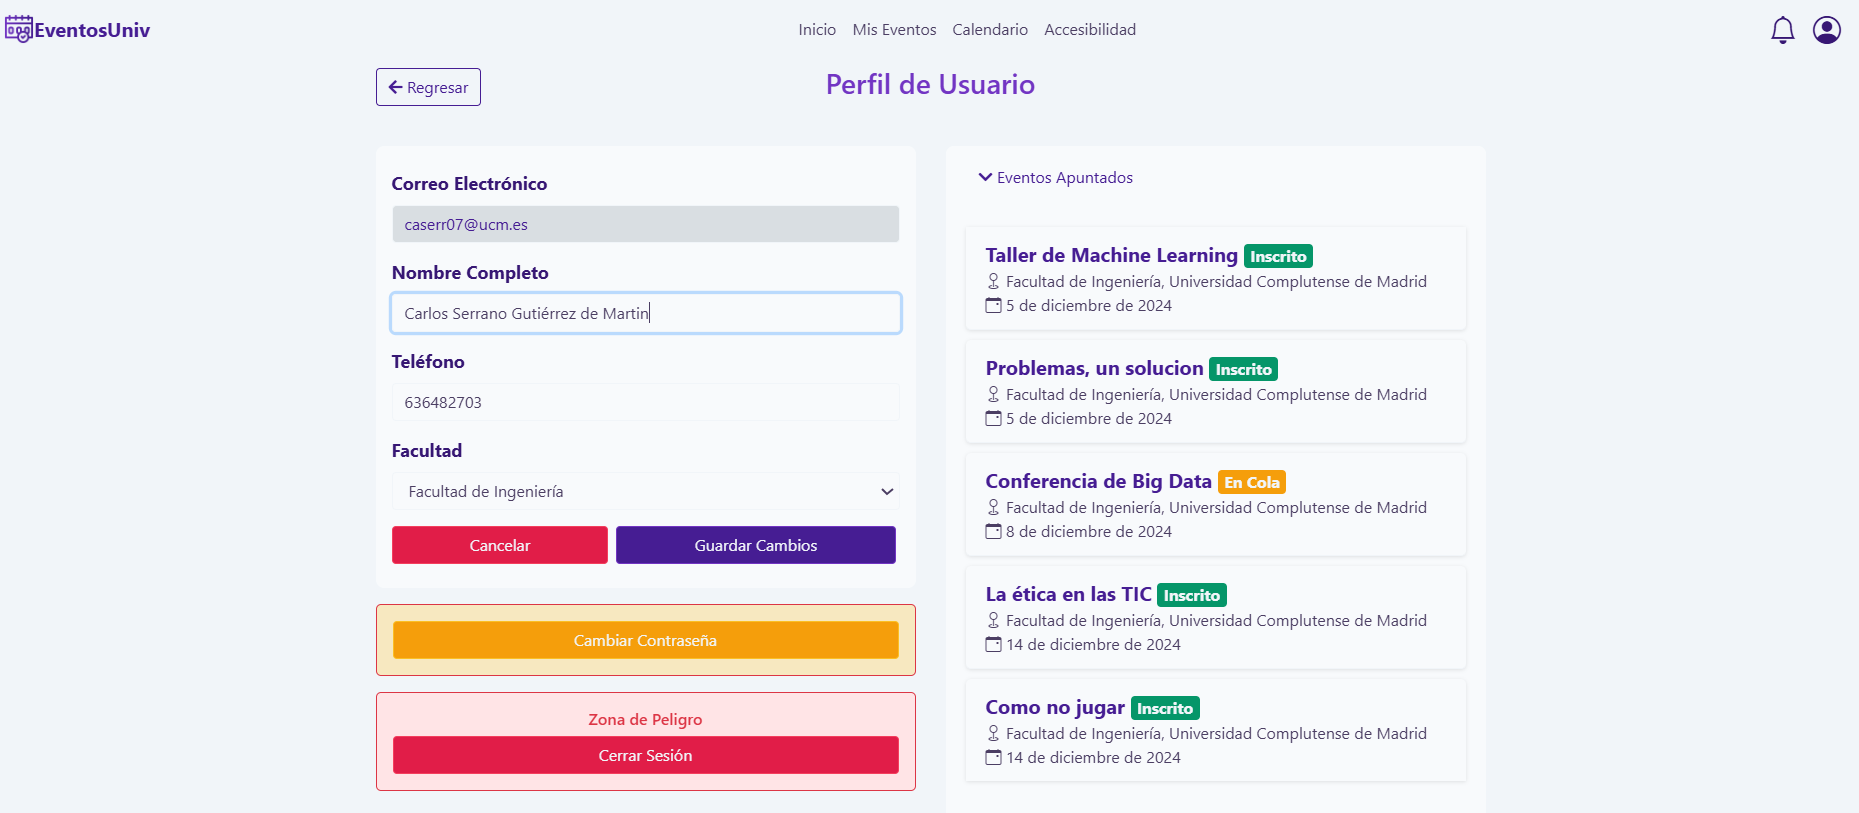 EventosUniv
Inicio Mis Eventos Calendario Accesibilidad
Regresar
Perfil de Usuario
Correo Electrónico
caserr07@ucm.es
Nombre Completo
Carlos Serrano Gutiérrez de Martin
Teléfono
636482703
Facultad
Facultad de Ingeniería
Cancelar
Guardar Cambios
Cambiar Contraseña
Zona de Peligro
Cerrar Sesión
Eventos Apuntados
Taller de Machine Learning Inscrito
Facultad de Ingeniería, Universidad Complutense de Madrid
5 de diciembre de 2024
Problemas, un solucion Inscrito
Facultad de Ingeniería, Universidad Complutense de Madrid
5 de diciembre de 2024
Conferencia de Big Data En Cola
Facultad de Ingeniería, Universidad Complutense de Madrid
8 de diciembre de 2024
La ética en las TIC Inscrito
Facultad de Ingeniería, Universidad Complutense de Madrid
14 de diciembre de 2024
Como no jugar Inscrito
Facultad de Ingeniería, Universidad Complutense de Madrid
14 de diciembre de 2024